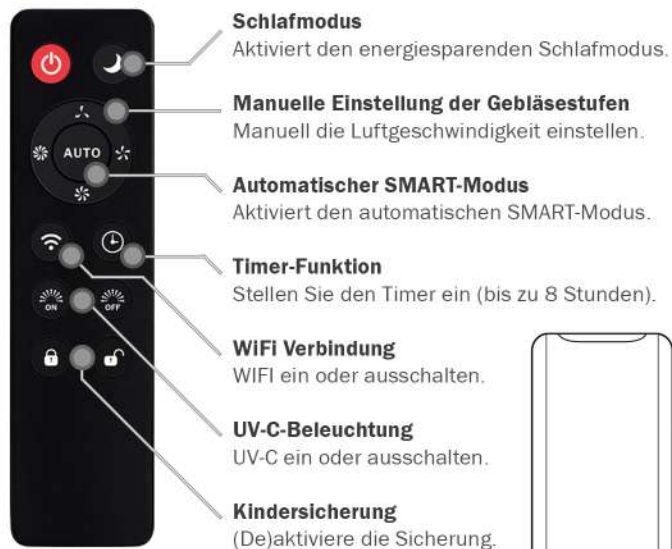 Schlafmodus
Aktiviert den energiesparenden Schlafmodus.
Manuelle Einstellung der Gebläsestufen
Manuell die Luftgeschwindigkeit einstellen.
AUTO
Automatischer SMART-Modus
Aktiviert den automatischen SMART-Modus.
Timer-Funktion
Stellen Sie den Timer ein (bis zu 8 Stunden).
ON
OFF
WiFi Verbindung
WIFI ein oder ausschalten.
UV-C-Beleuchtung
UV-C ein oder ausschalten.
Kindersicherung
(De)aktiviere die Sicherung.